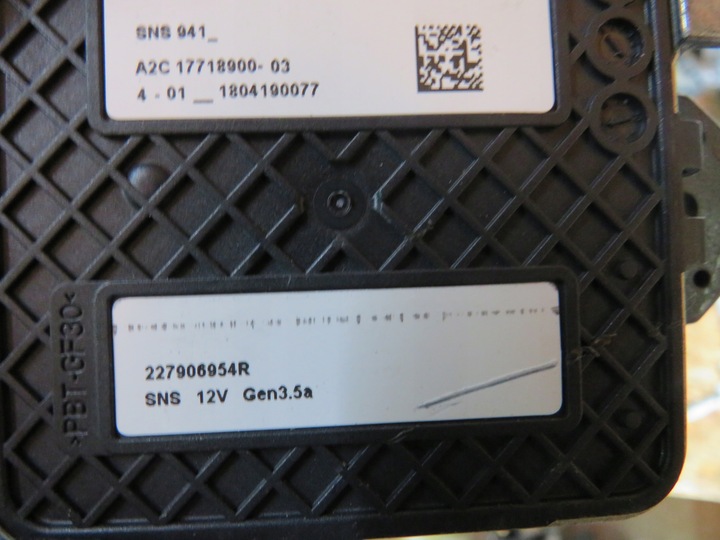 SNS 941_
A2C 17718900- 03
4 - 01 __ 1804190077
>PBT-GF30<
227906954R
SNS 12V Gen3.5a